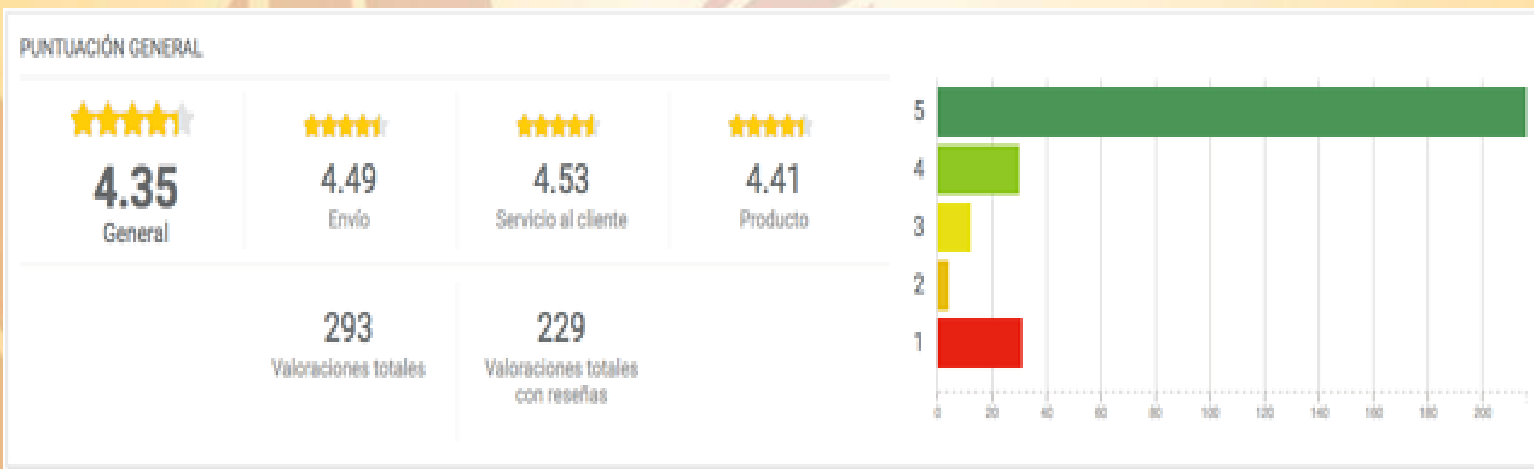 PUNTUACIÓN GENERAL
4.35
General
4.49
Envío
4.53
Servicio al cliente
4.41
Producto
293
Valoraciones totales
229
Valoraciones totales
con reseñas
5
4
3
2
1
0 20 40 60 80 100 120 140 160 180 200